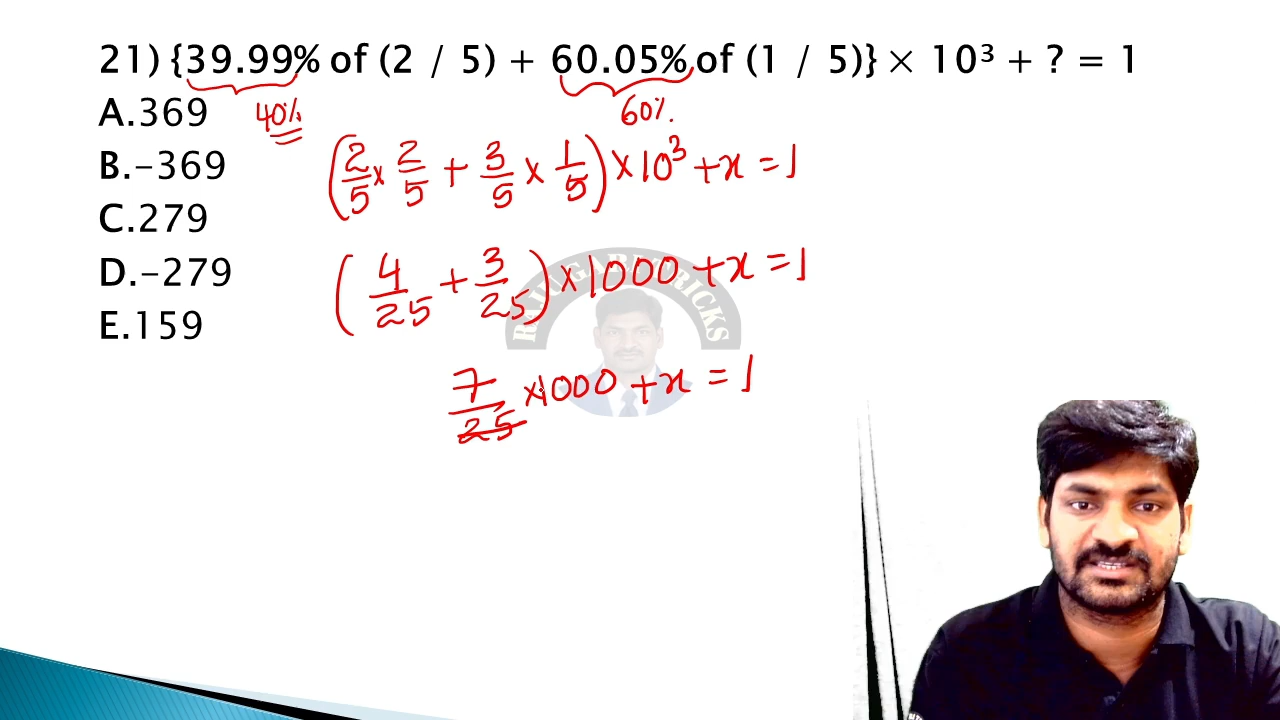 21) {39.99% of (2 / 5) + 60.05% of (1 / 5)} × 10³ + ? = 1
40% 60%.
A.369
B.-369
C.279
D.-279
E.159
(2/5 × 2/5 + 3/5 × 1/5) × 10³ + x = 1
(4/25 + 3/25) × 1000 + x = 1
7/25 × 1000 + x = 1